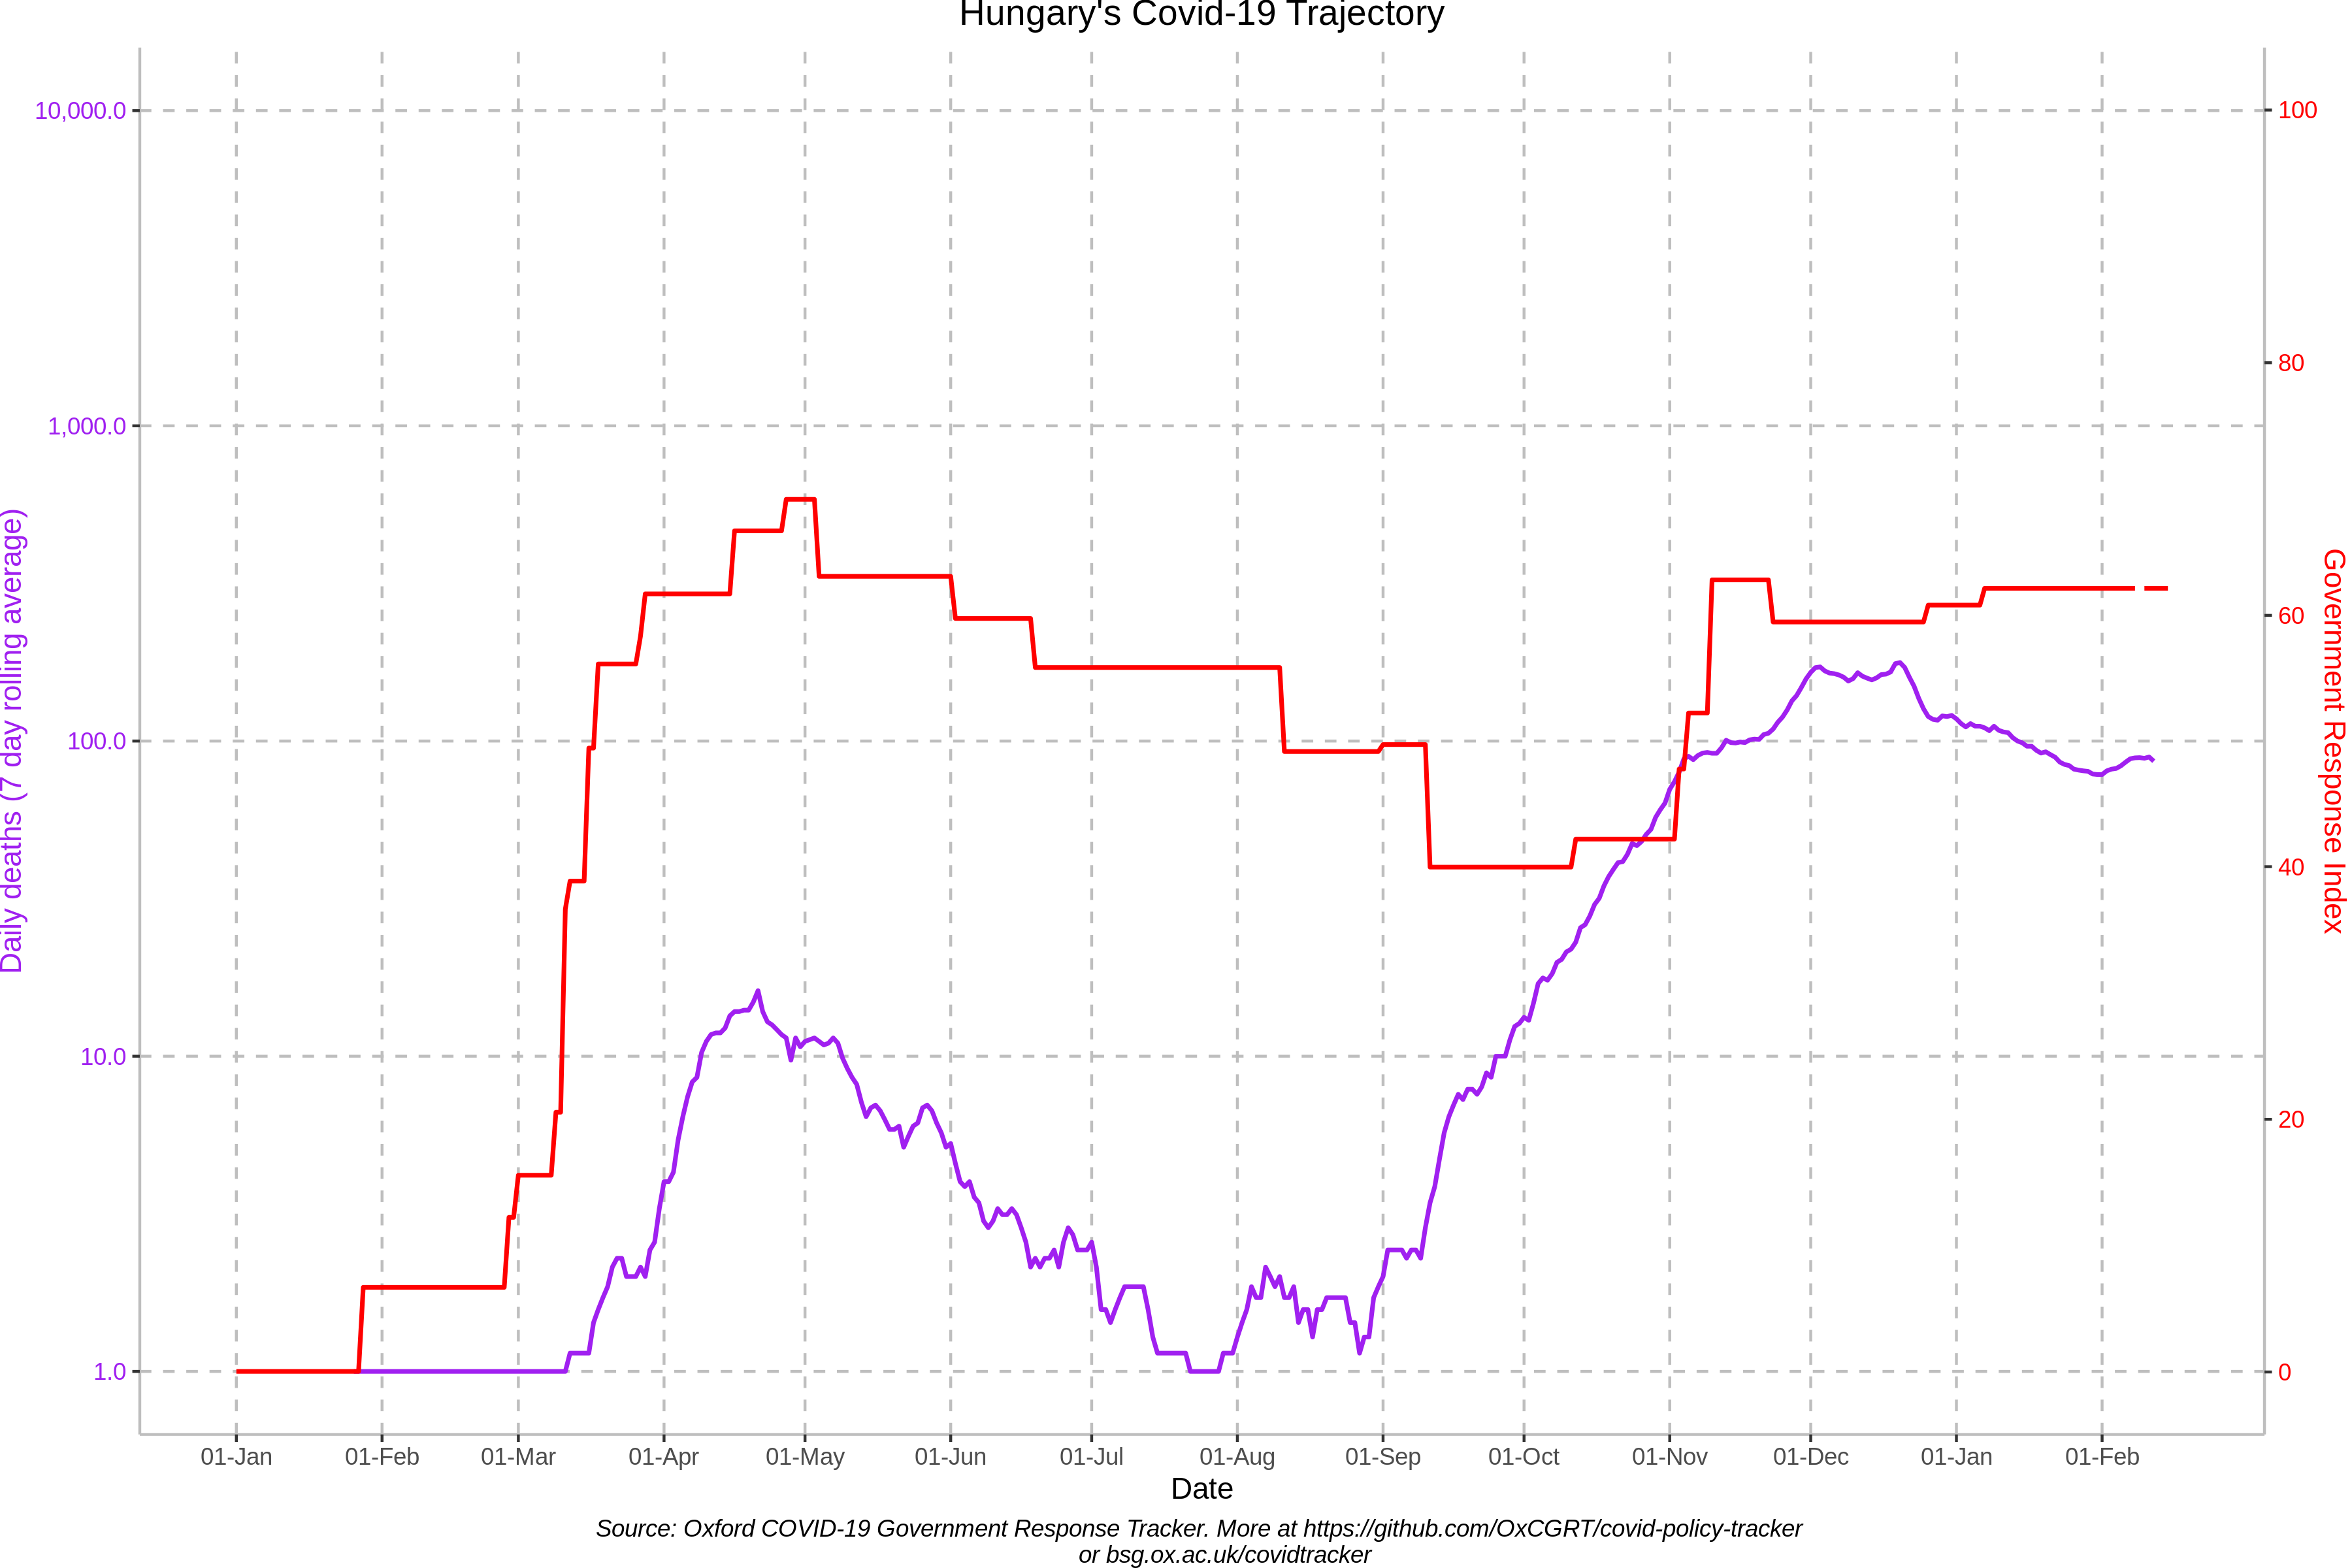 Hungary's Covid-19 Trajectory
10,000.0
1,000.0
100.0
10.0
1.0
Daily deaths (7 day rolling average)
100
80
60
40
20
0
Government Response Index
01-Jan 01-Feb 01-Mar 01-Apr 01-May 01-Jun 01-Jul 01-Aug 01-Sep 01-Oct 01-Nov 01-Dec 01-Jan 01-Feb
Date
Source: Oxford COVID-19 Government Response Tracker. More at https://github.com/OxCGRT/covid-policy-tracker
or bsg.ox.ac.uk/covidtracker